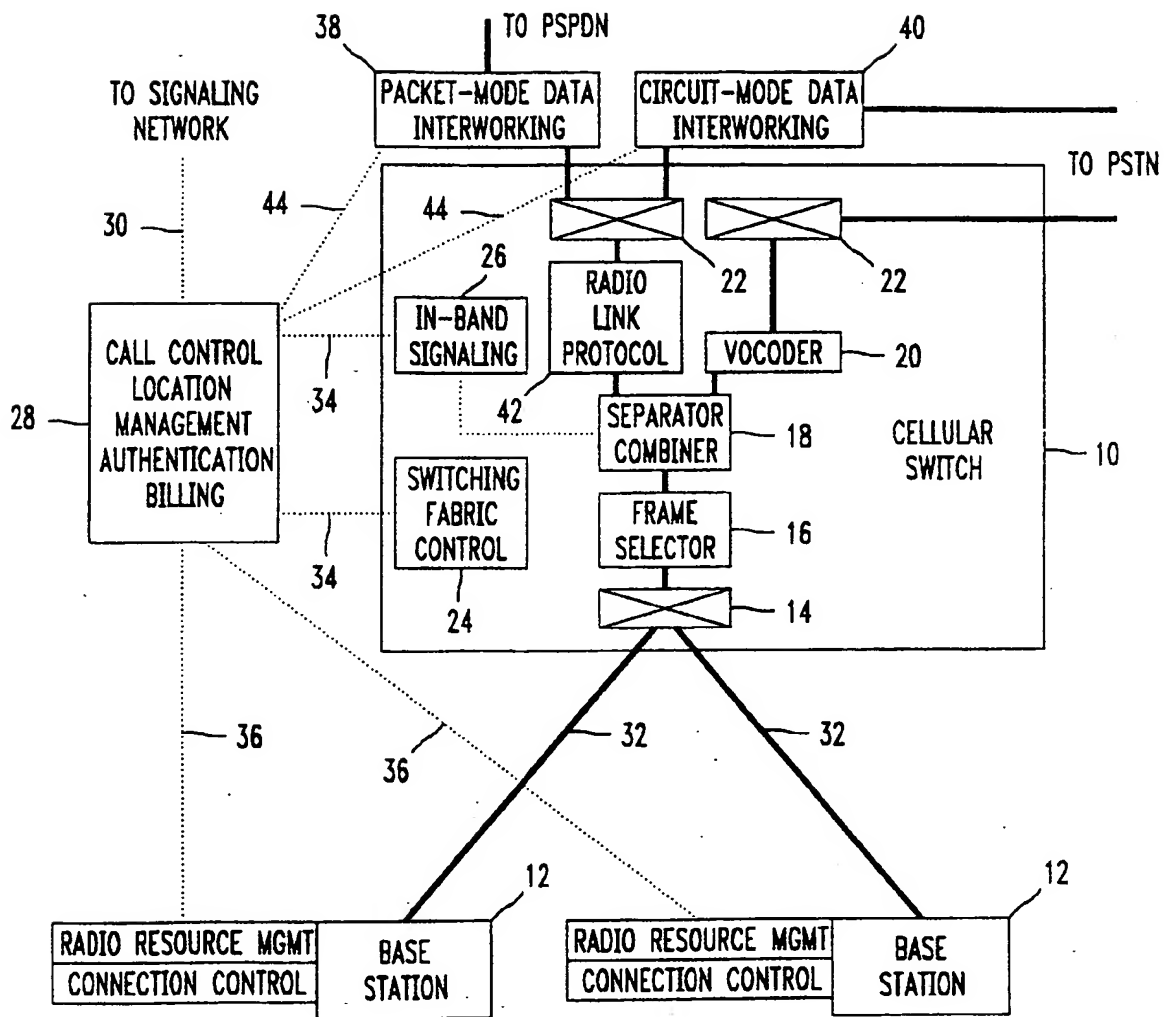 TO PSPDN
38
40
TO SIGNALING
NETWORK
PACKET-MODE DATA
INTERWORKING
CIRCUIT-MODE DATA
INTERWORKING
TO PSTN
44
44
30
26
22
22
IN-BAND
SIGNALING
RADIO
LINK
PROTOCOL
VOCODER
20
34
42
28
CALL CONTROL
LOCATION
MANAGEMENT
AUTHENTICATION
BILLING
SEPARATOR
COMBINER
18
CELLULAR
SWITCH
10
SWITCHING
FABRIC
CONTROL
FRAME
SELECTOR
16
34
24
14
36
36
32
32
12
12
RADIO RESOURCE MGMT
CONNECTION CONTROL
BASE
STATION
RADIO RESOURCE MGMT
CONNECTION CONTROL
BASE
STATION